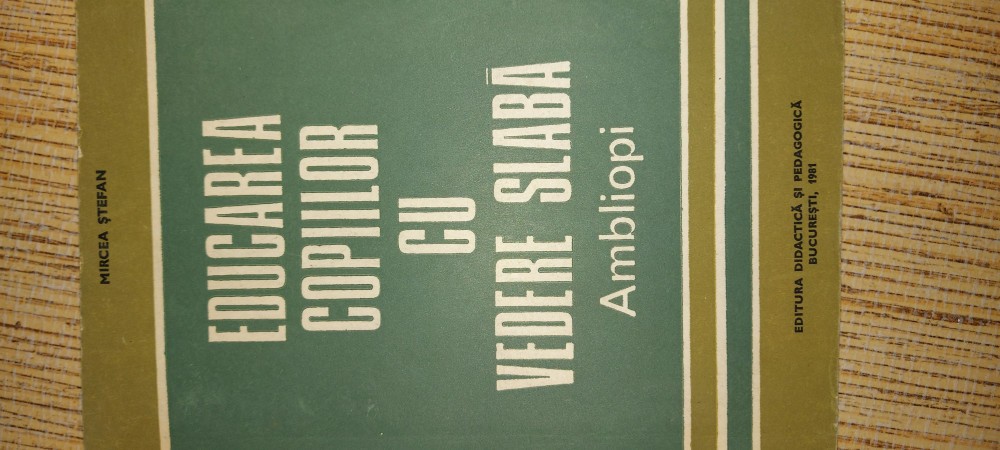 MIRCEA ȘTEFAN
EDUCAREA
COPIILOR
CU
VEDERE SLABĂ
Ambliopi
EDITURA DIDACTICĂ ȘI PEDAGOGICĂ
BUCUREȘTI, 1981